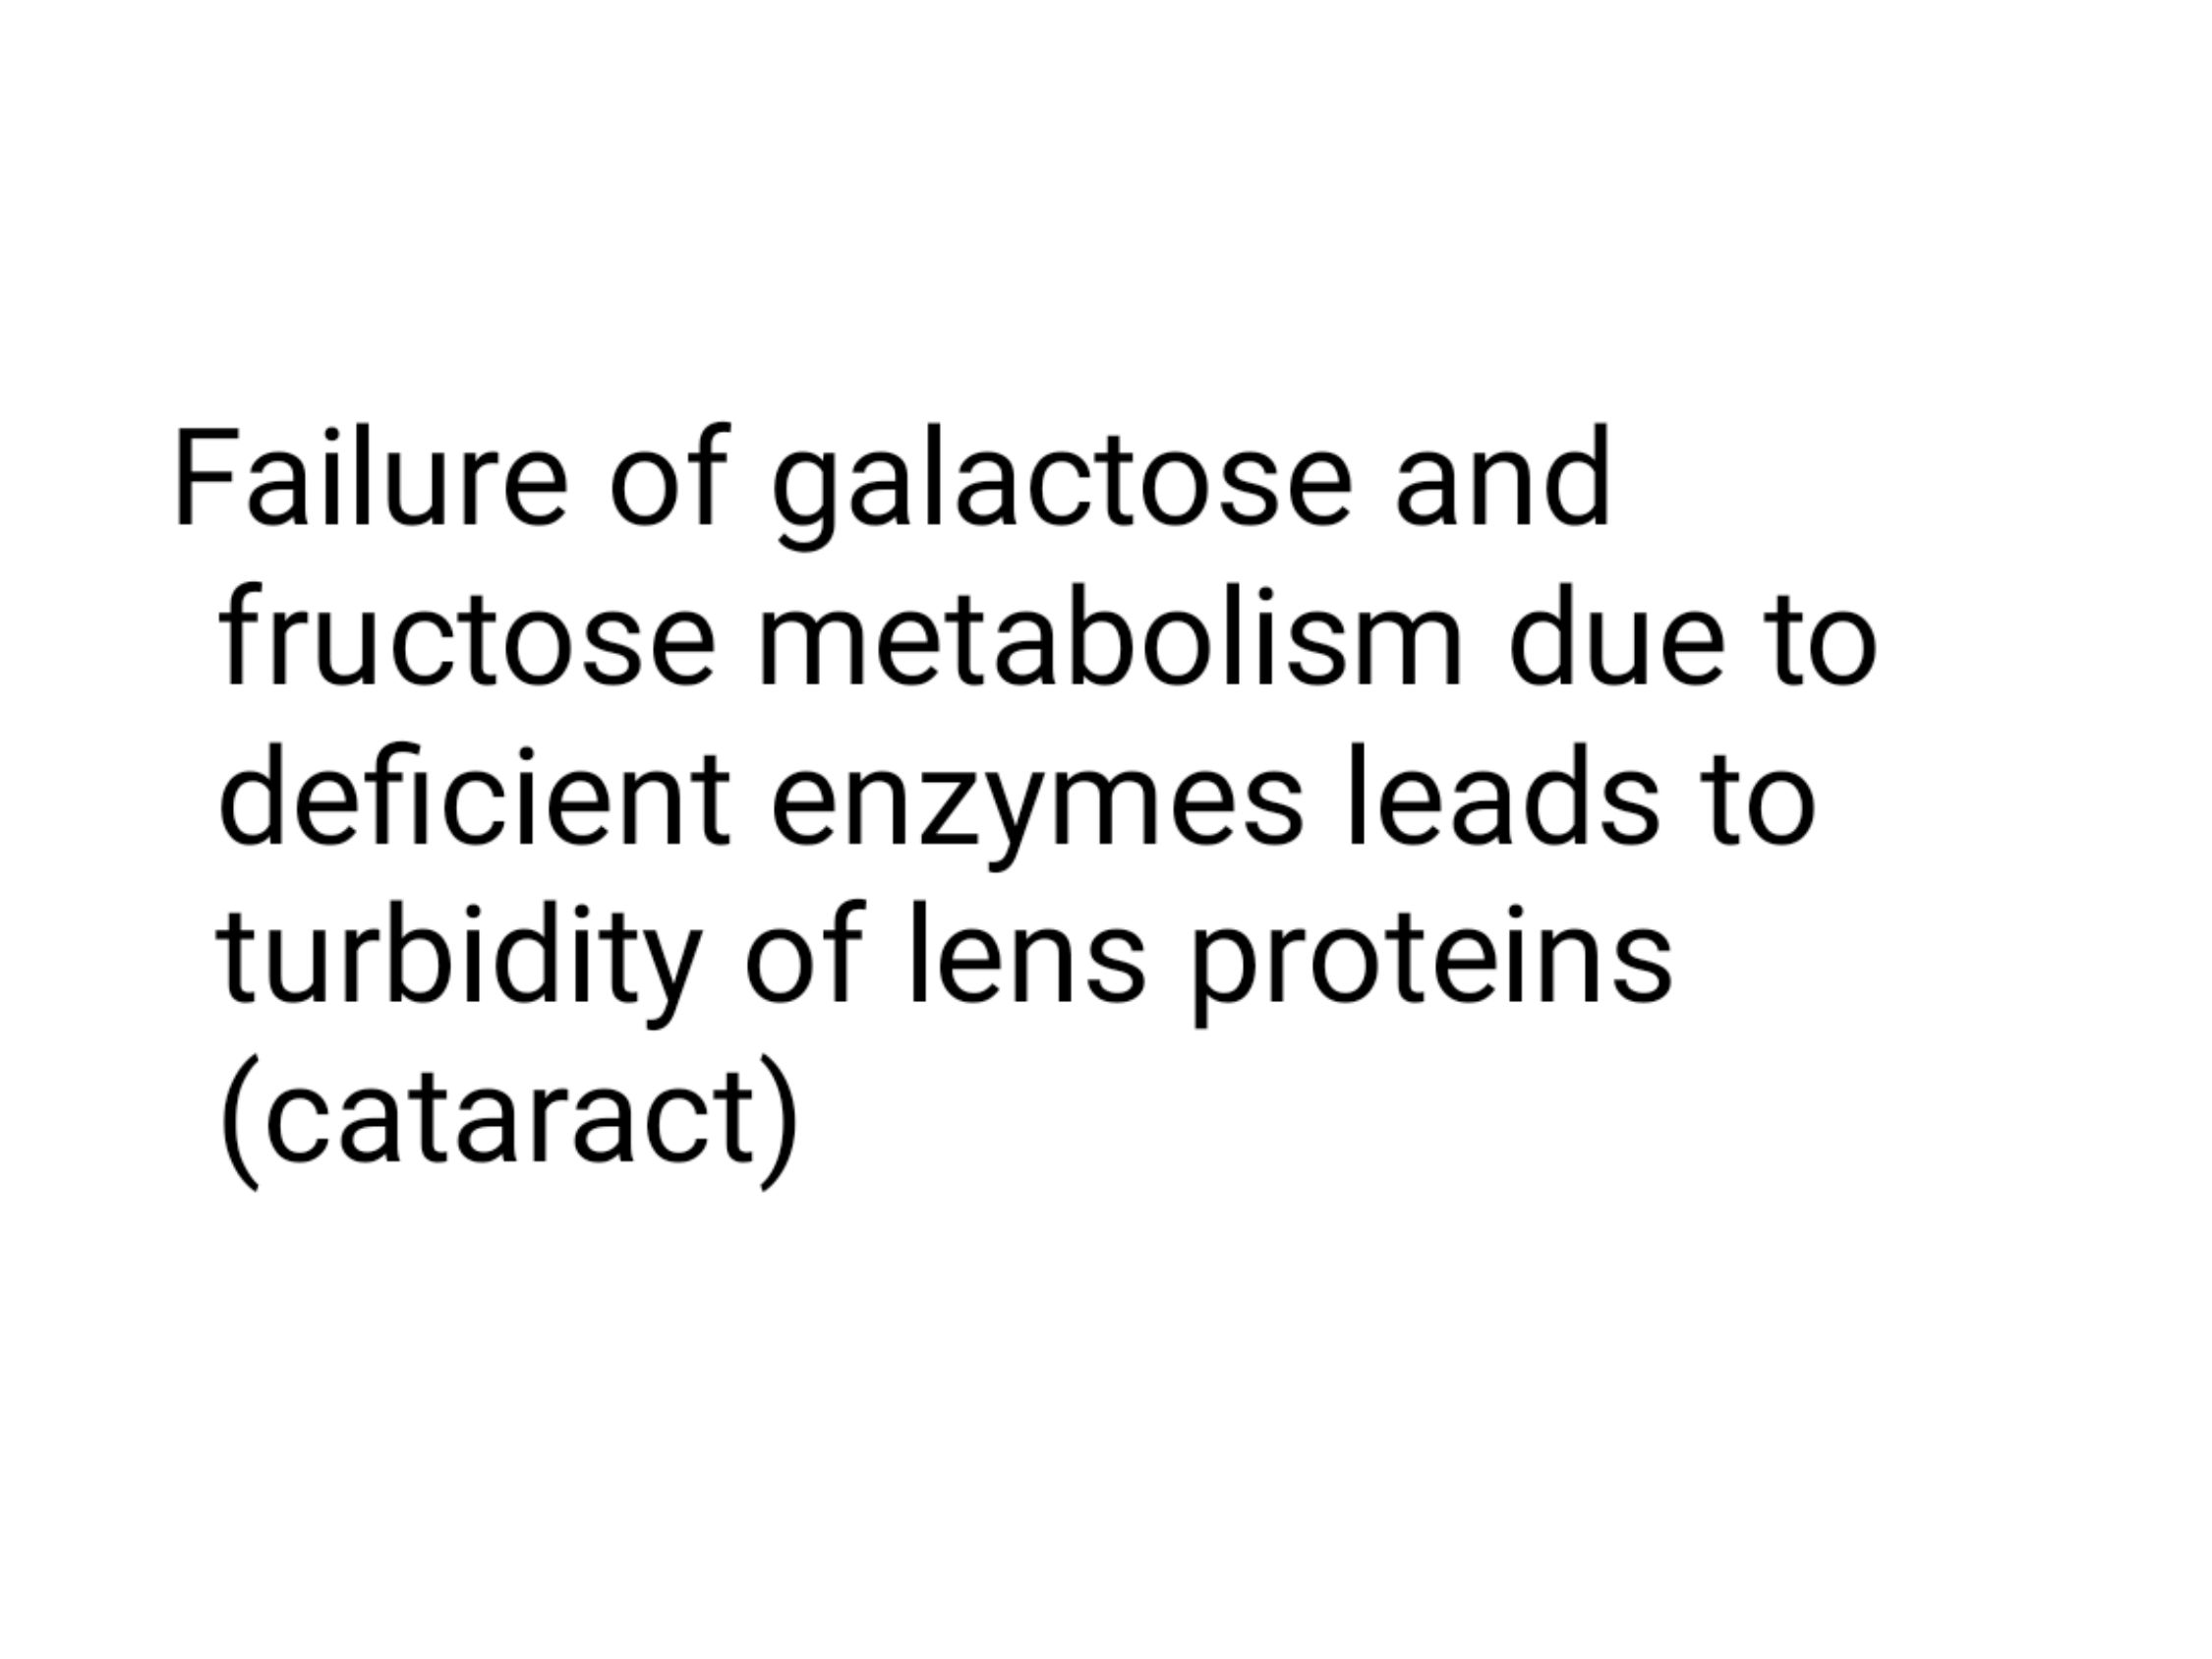 Failure of galactose and
fructose metabolism due to
deficient enzymes leads to
turbidity of lens proteins
(cataract)